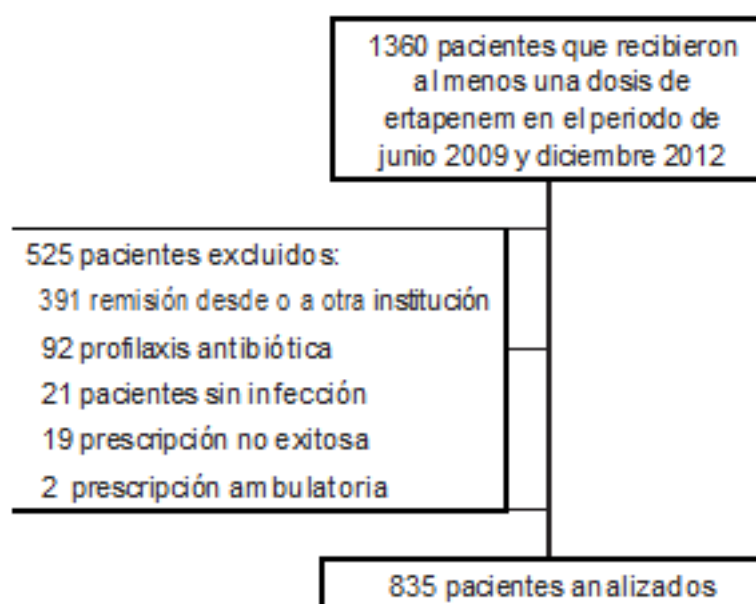 1360 pacientes que recibieron
al menos una dosis de
ertapenem en el periodo de
junio 2009 y diciembre 2012
525 pacientes excluidos:
391 remisión desde o a otra institución
92 profilaxis antibiótica
21 pacientes sin infección
19 prescripción no exitosa
2 prescripción ambulatoria
835 pacientes analizados